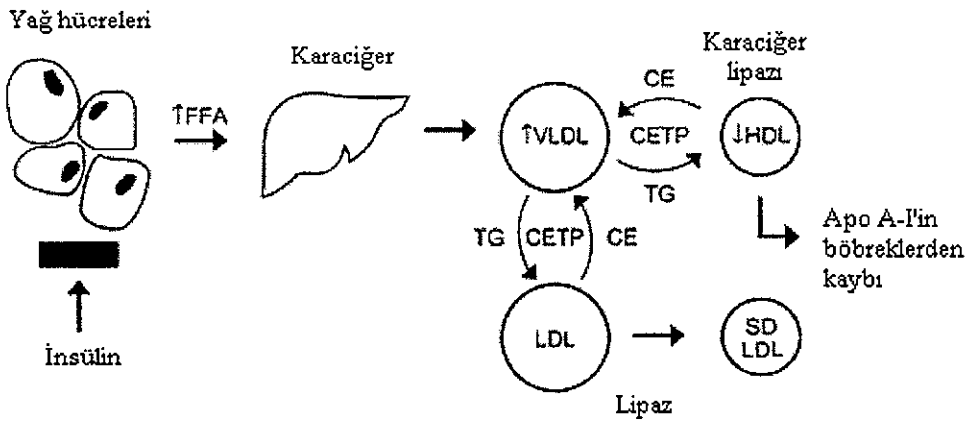 Yağ hücreleri
↑FFA
İnsülin
Karaciğer
↑VLDL
CE
CETP
TG
Karaciğer
lipazı
↓HDL
Apo A-I'in
böbreklerden
kaybı
TG CETP CE
LDL
SD
LDL
Lipaz